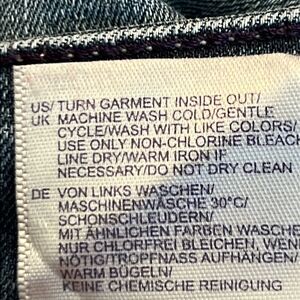 US/ TURN GARMENT INSIDE OUT/
UK MACHINE WASH COLD/GENTLE
CYCLE/WASH WITH LIKE COLORS/
USE ONLY NON-CHLORINE BLEACH
LINE DRY/WARM IRON IF
NECESSARY/DO NOT DRY CLEAN
DE VON LINKS WASCHEN/
MASCHINENWÄSCHE 30°C/
SCHONSCHLEUDERN/
MIT ÄHNLICHEN FARBEN WASCHE
NUR CHLORFREI BLEICHEN, WENN
NÖTIG/TROPFNASS AUFHÄNGEN/
WARM BÜGELN/
KEINE CHEMISCHE REINIGUNG